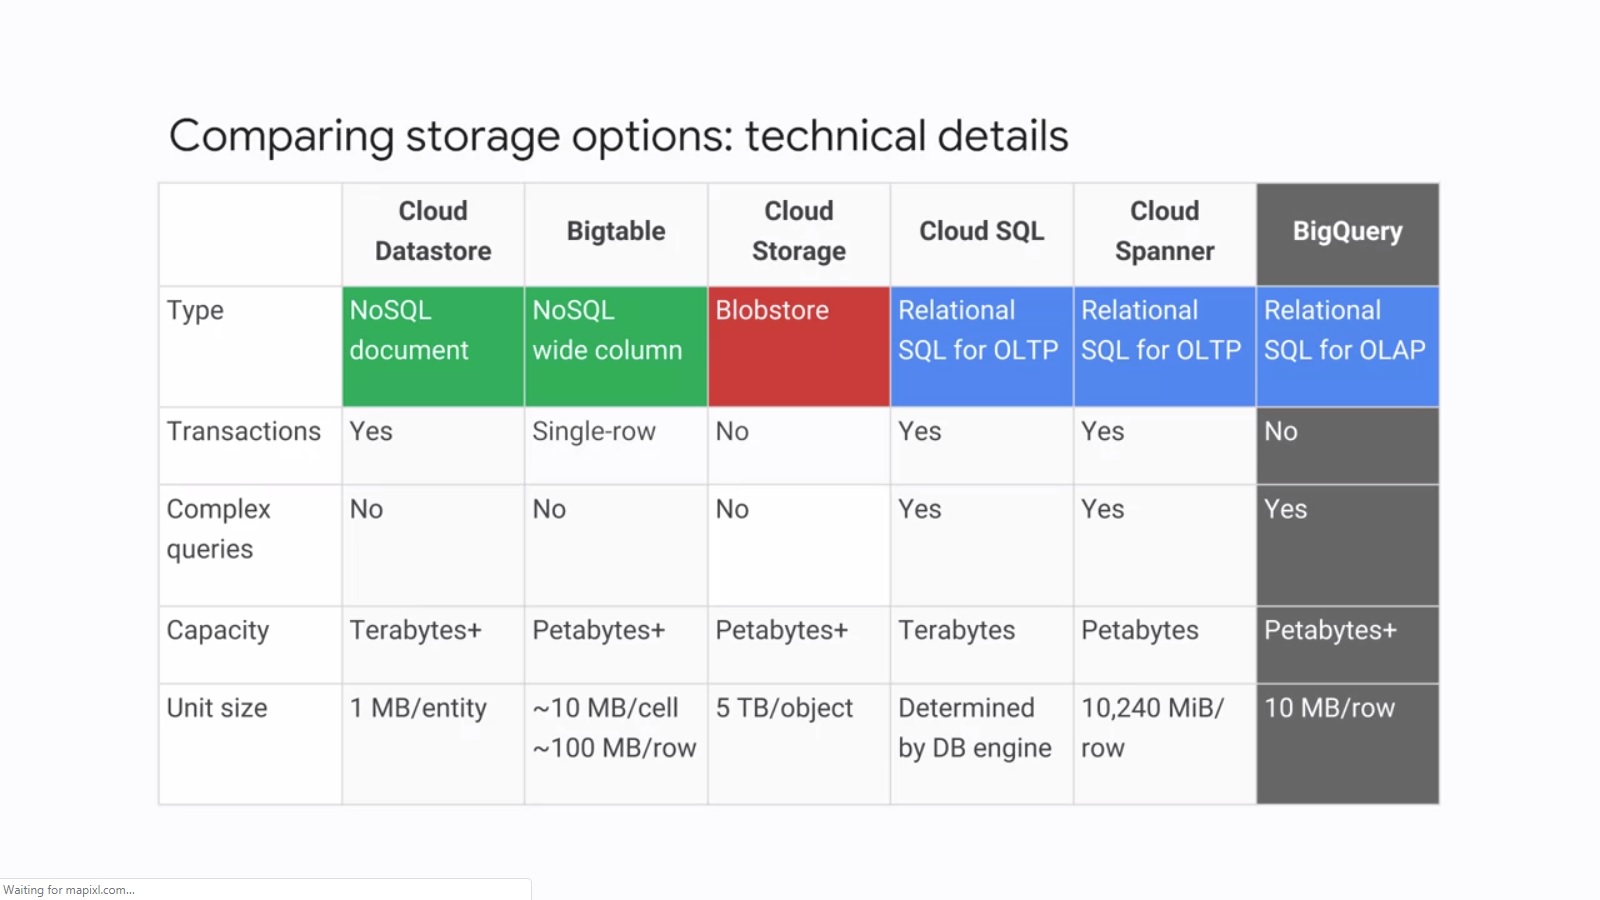 Comparing storage options: technical details
Cloud Datastore Bigtable Cloud Storage Cloud SQL Cloud Spanner BigQuery
Type NoSQL document NoSQL wide column Blobstore Relational SQL for OLTP Relational SQL for OLTP Relational SQL for OLAP
Transactions Yes Single-row No Yes Yes No
Complex queries No No No Yes Yes Yes
Capacity Terabytes+ Petabytes+ Petabytes+ Terabytes Petabytes Petabytes+
Unit size 1 MB/entity ~10 MB/cell ~100 MB/row 5 TB/object Determined by DB engine 10,240 MiB/ row 10 MB/row
Waiting for mapixl.com...